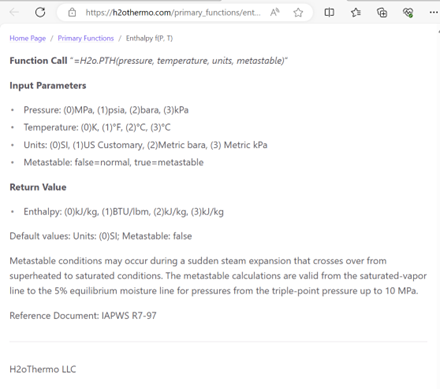 https://h2othermo.com/primary_functions/ent...
Home Page / Primary Functions / Enthalpy f(P, T)
Function Call "=H2o.PTH(pressure, temperature, units, metastable)"
Input Parameters
• Pressure: (0)MPa, (1)psia, (2)bara, (3)kPa
• Temperature: (0)K, (1)°F, (2)°C, (3)°C
• Units: (0)SI, (1)US Customary, (2)Metric bara, (3) Metric kPa
• Metastable: false=normal, true=metastable
Return Value
• Enthalpy: (0)kJ/kg, (1)BTU/lbm, (2)kJ/kg, (3)kJ/kg
Default values: Units: (0)SI; Metastable: false
Metastable conditions may occur during a sudden steam expansion that crosses over from
superheated to saturated conditions. The metastable calculations are valid from the saturated-vapor
line to the 5% equilibrium moisture line for pressures from the triple-point pressure up to 10 MPa.
Reference Document: IAPWS R7-97
H2oThermo LLC